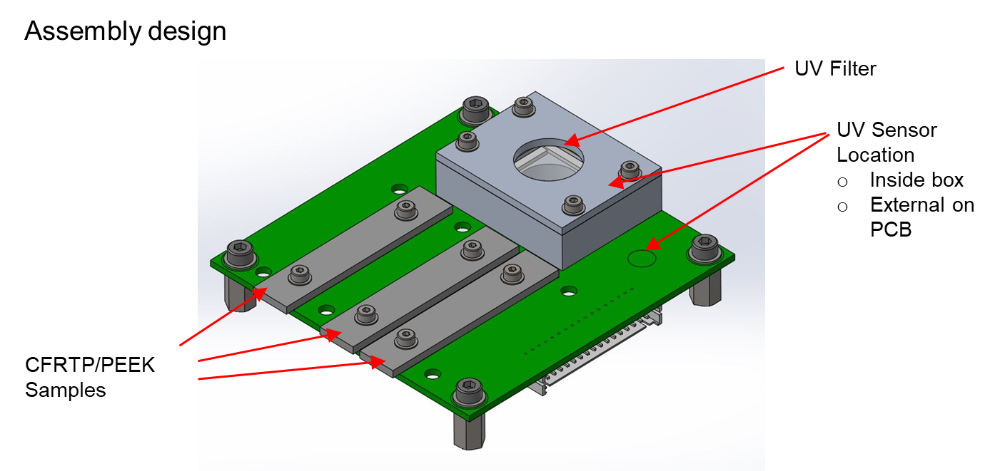 Assembly design
UV Filter
UV Sensor
Location
○ Inside box
○ External on
PCB
CFRTP/PEEK
Samples